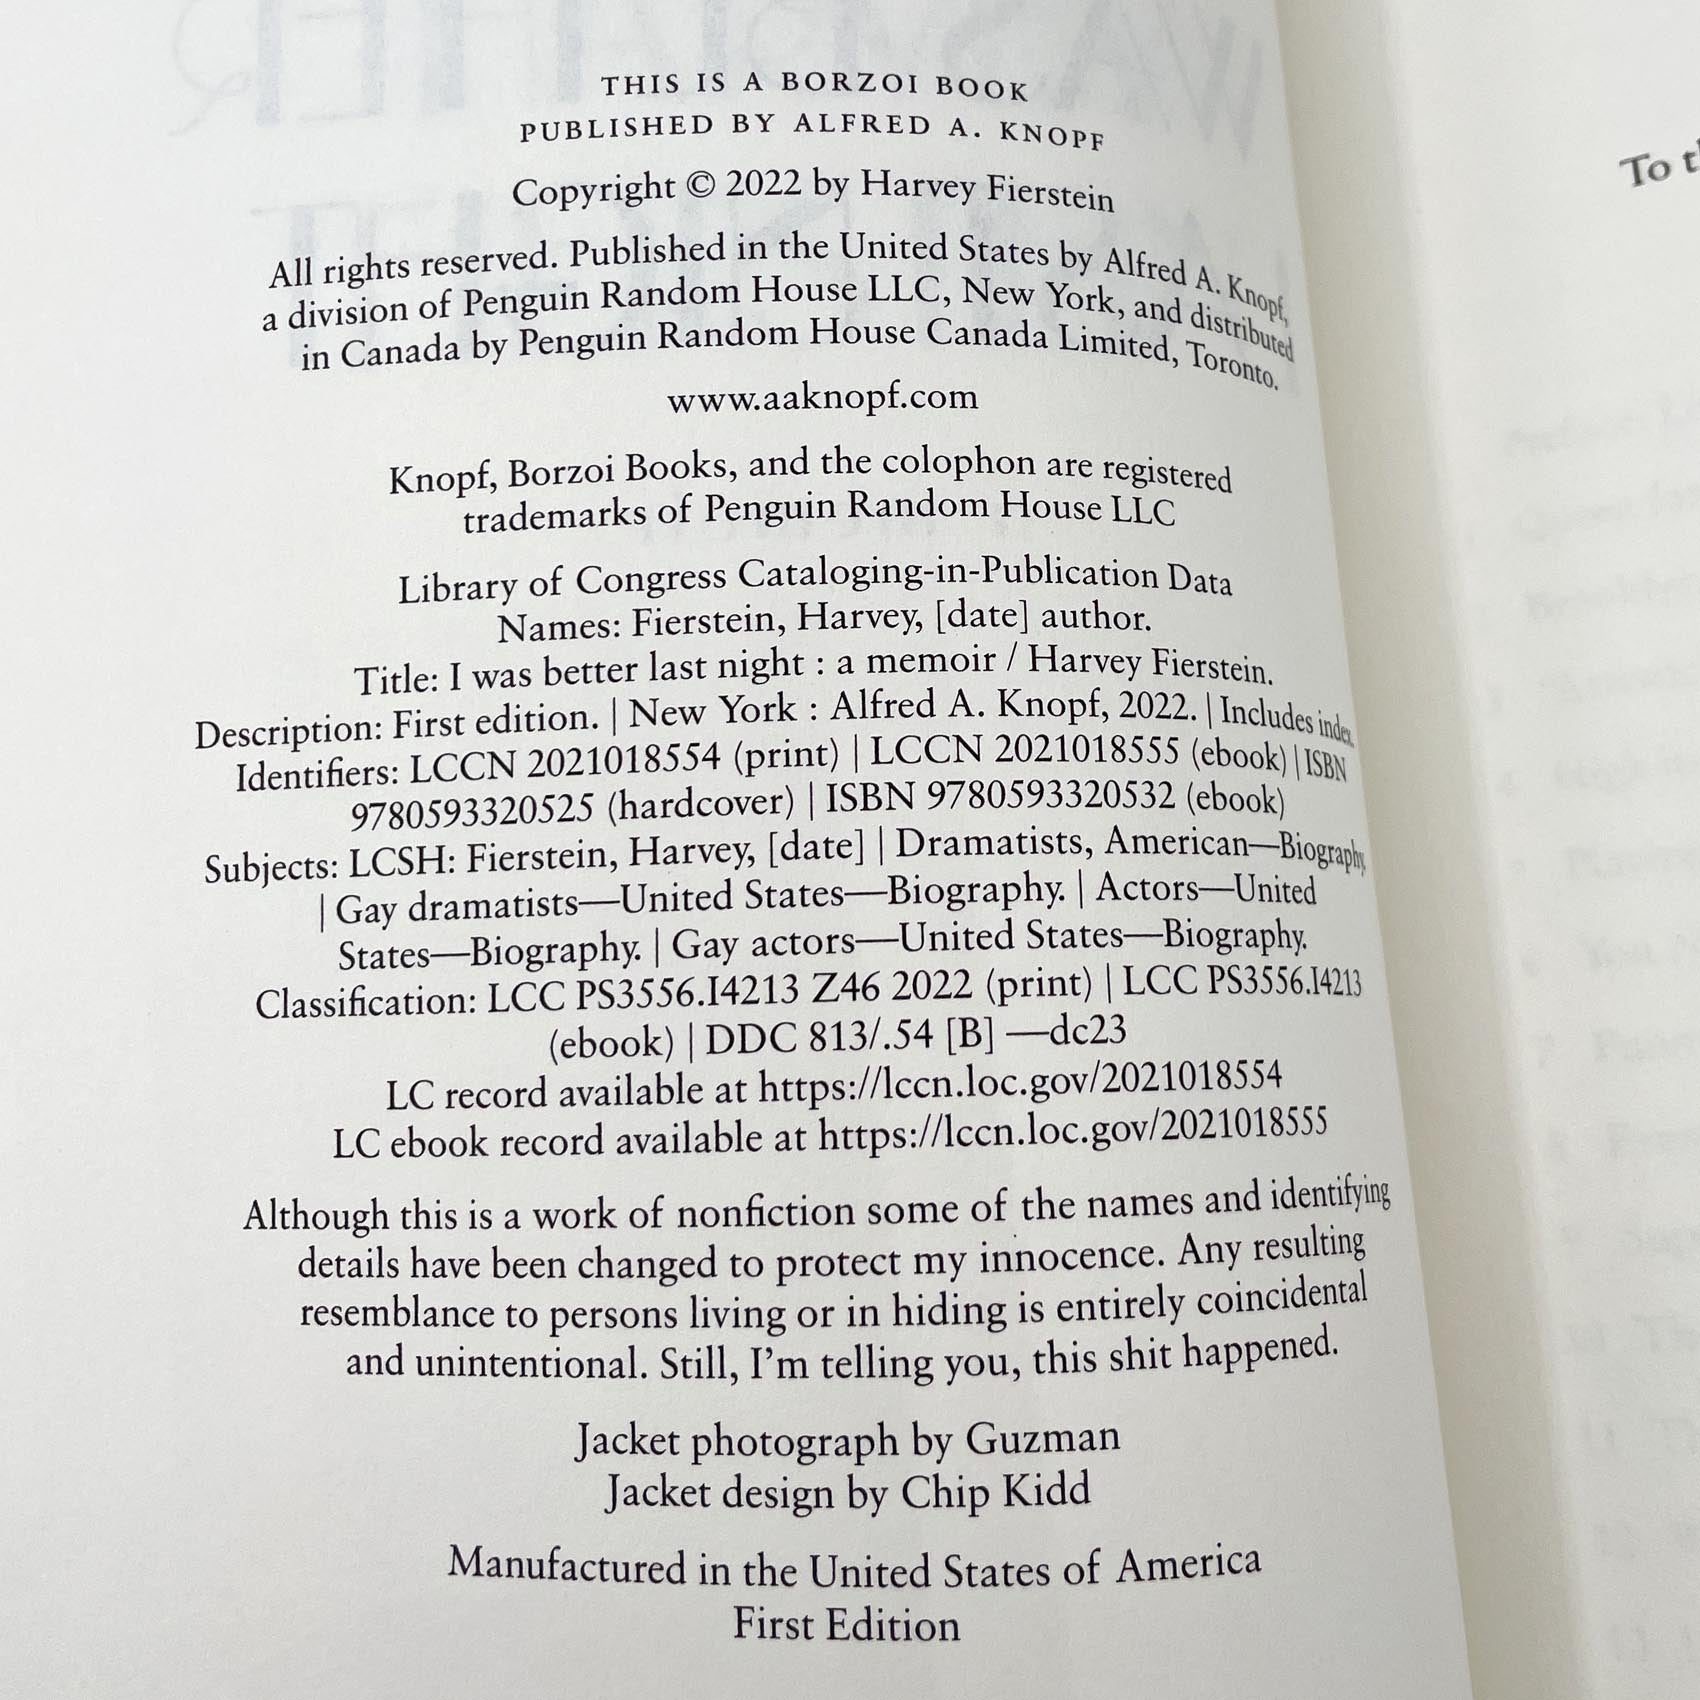 THIS IS A BORZOI BOOK
PUBLISHED BY ALFRED A. KNOPF
Copyright © 2022 by Harvey Fierstein
All rights reserved. Published in the United States by Alfred A. Knopf,
a division of Penguin Random House LLC, New York, and distributed
in Canada by Penguin Random House Canada Limited, Toronto.
www.aaknopf.com
Knopf, Borzoi Books, and the colophon are registered
trademarks of Penguin Random House LLC
Library of Congress Cataloging-in-Publication Data
Names: Fierstein, Harvey, [date] author.
Title: I was better last night : a memoir / Harvey Fierstein.
Description: First edition. | New York : Alfred A. Knopf, 2022. | Includes index.
Identifiers: LCCN 2021018554 (print) | LCCN 2021018555 (ebook) | ISBN
9780593320525 (hardcover) | ISBN 9780593320532 (ebook)
Subjects: LCSH: Fierstein, Harvey, [date] | Dramatists, American—Biography.
| Gay dramatists—United States—Biography. | Actors—United
States—Biography. | Gay actors—United States—Biography.
Classification: LCC PS3556.I4213 Z46 2022 (print) | LCC PS3556.I4213
(ebook) | DDC 813/.54 [B] —dc23
LC record available at https://lccn.loc.gov/2021018554
LC ebook record available at https://lccn.loc.gov/2021018555
Although this is a work of nonfiction some of the names and identifying
details have been changed to protect my innocence. Any resulting
resemblance to persons living or in hiding is entirely coincidental
and unintentional. Still, I'm telling you, this shit happened.
Jacket photograph by Guzman
Jacket design by Chip Kidd
Manufactured in the United States of America
First Edition
To